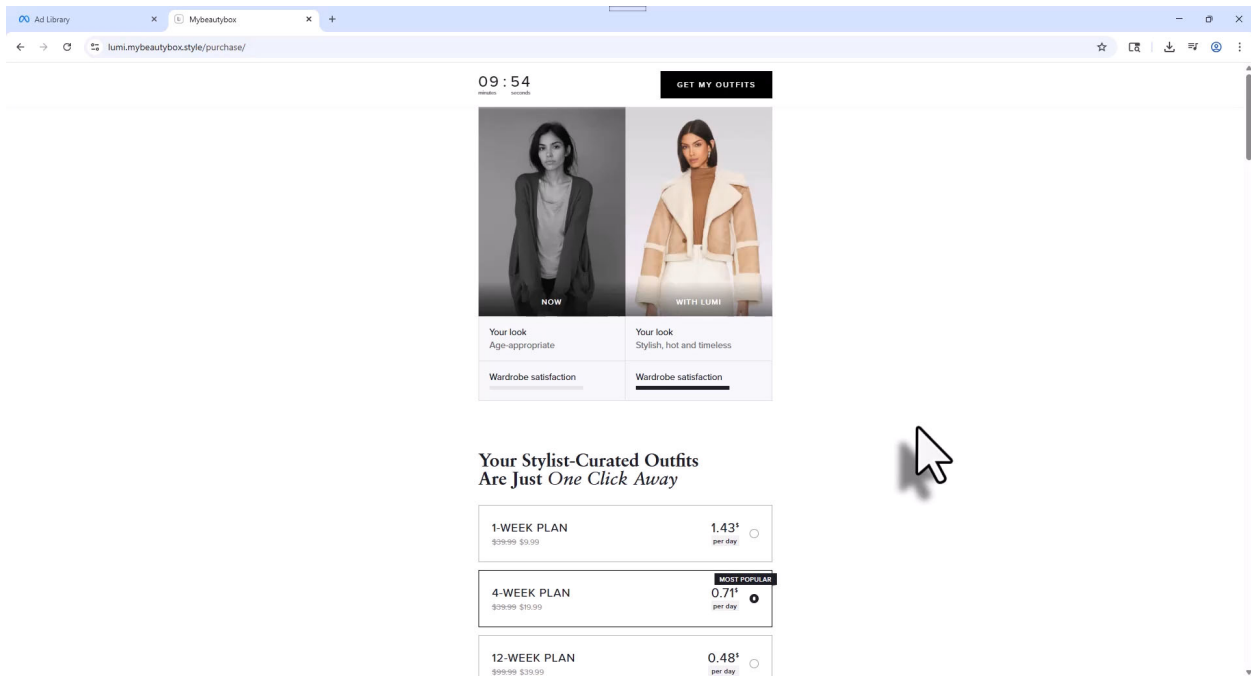 Ad Library
Mybeautybox
lumi.mybeautybox.style/purchase/
09 : 54
minutes seconds
GET MY OUTFITS
NOW
WITH LUMI
Your look
Age-appropriate
Your look
Stylish, hot and timeless
Wardrobe satisfaction
Wardrobe satisfaction
Your Stylist-Curated Outfits
Are Just One Click Away
1-WEEK PLAN
$39.99 $9.99
1.43$
per day
MOST POPULAR
4-WEEK PLAN
$39.99 $19.99
0.71$
per day
12-WEEK PLAN
$99.99 $39.99
0.48$
per day